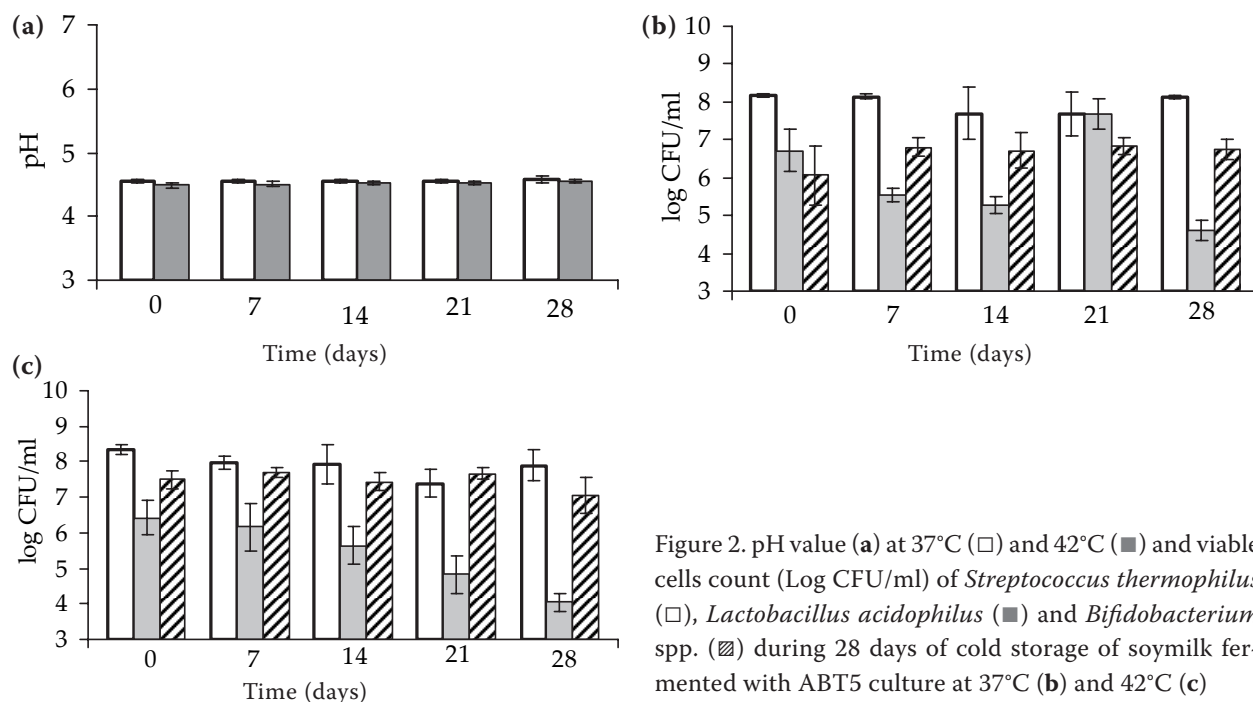 (a)
7
6
5
4
3
pH
0 7 14 21 28
Time (days)
(b)
10
9
8
7
6
5
4
3
log CFU/ml
0 7 14 21 28
Time (days)
(c)
10
9
8
7
6
5
4
3
log CFU/ml
0 7 14 21 28
Time (days)
Figure 2. pH value (a) at 37°C (□) and 42°C (■) and viable
cells count (Log CFU/ml) of Streptococcus thermophilus
(□), Lactobacillus acidophilus (■) and Bifidobacterium
spp. (▨) during 28 days of cold storage of soymilk fer-
mented with ABT5 culture at 37°C (b) and 42°C (c)